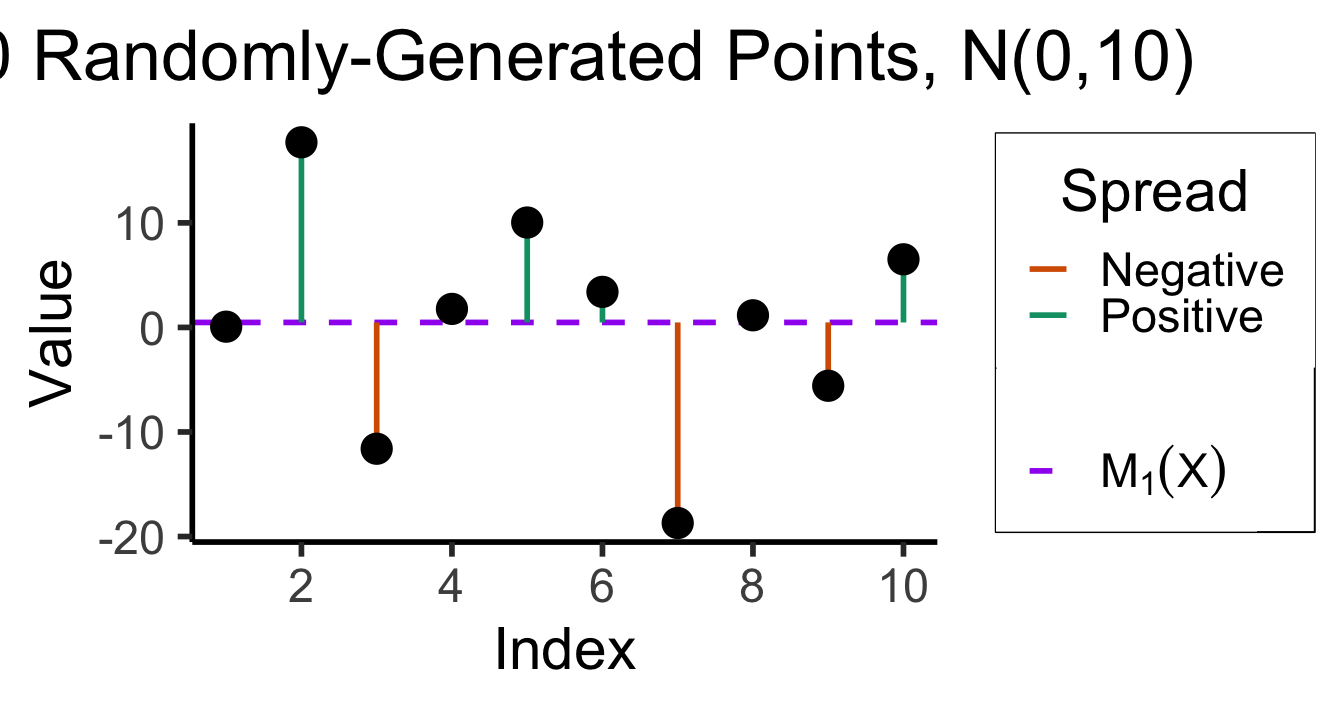 0 Randomly-Generated Points, N(0,10)
Value
10
0
-10
-20
2 4 6 8 10
Index
Spread
Negative
Positive
M₁(X)